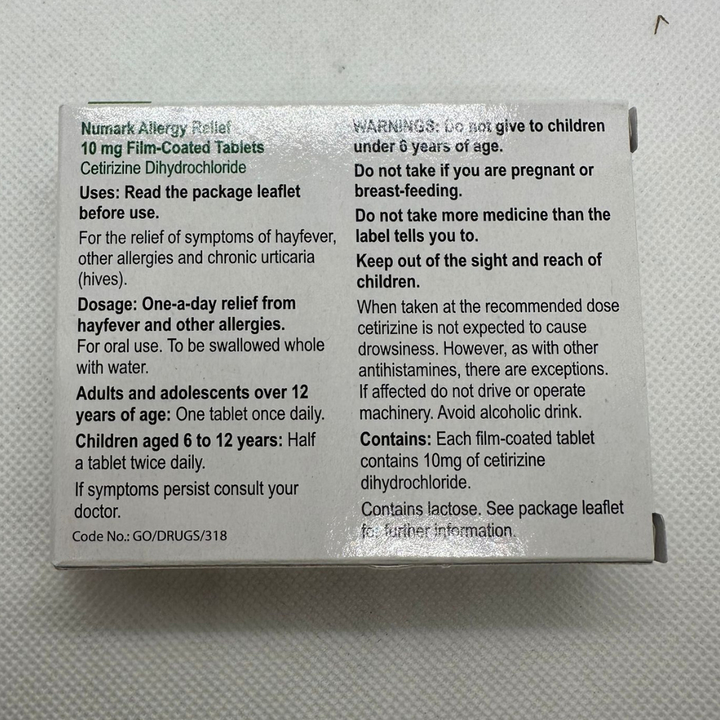 Numark Allergy Relief
10 mg Film-Coated Tablets
Cetirizine Dihydrochloride
Uses: Read the package leaflet
before use.
For the relief of symptoms of hayfever,
other allergies and chronic urticaria
(hives).
Dosage: One-a-day relief from
hayfever and other allergies.
For oral use. To be swallowed whole
with water.
Adults and adolescents over 12
years of age: One tablet once daily.
Children aged 6 to 12 years: Half
a tablet twice daily.
If symptoms persist consult your
doctor.
Code No.: GO/DRUGS/318
WARNINGS: Do not give to children
under 6 years of age.
Do not take if you are pregnant or
breast-feeding.
Do not take more medicine than the
label tells you to.
Keep out of the sight and reach of
children.
When taken at the recommended dose
cetirizine is not expected to cause
drowsiness. However, as with other
antihistamines, there are exceptions.
If affected do not drive or operate
machinery. Avoid alcoholic drink.
Contains: Each film-coated tablet
contains 10mg of cetirizine
dihydrochloride.
Contains lactose. See package leaflet
for further information.